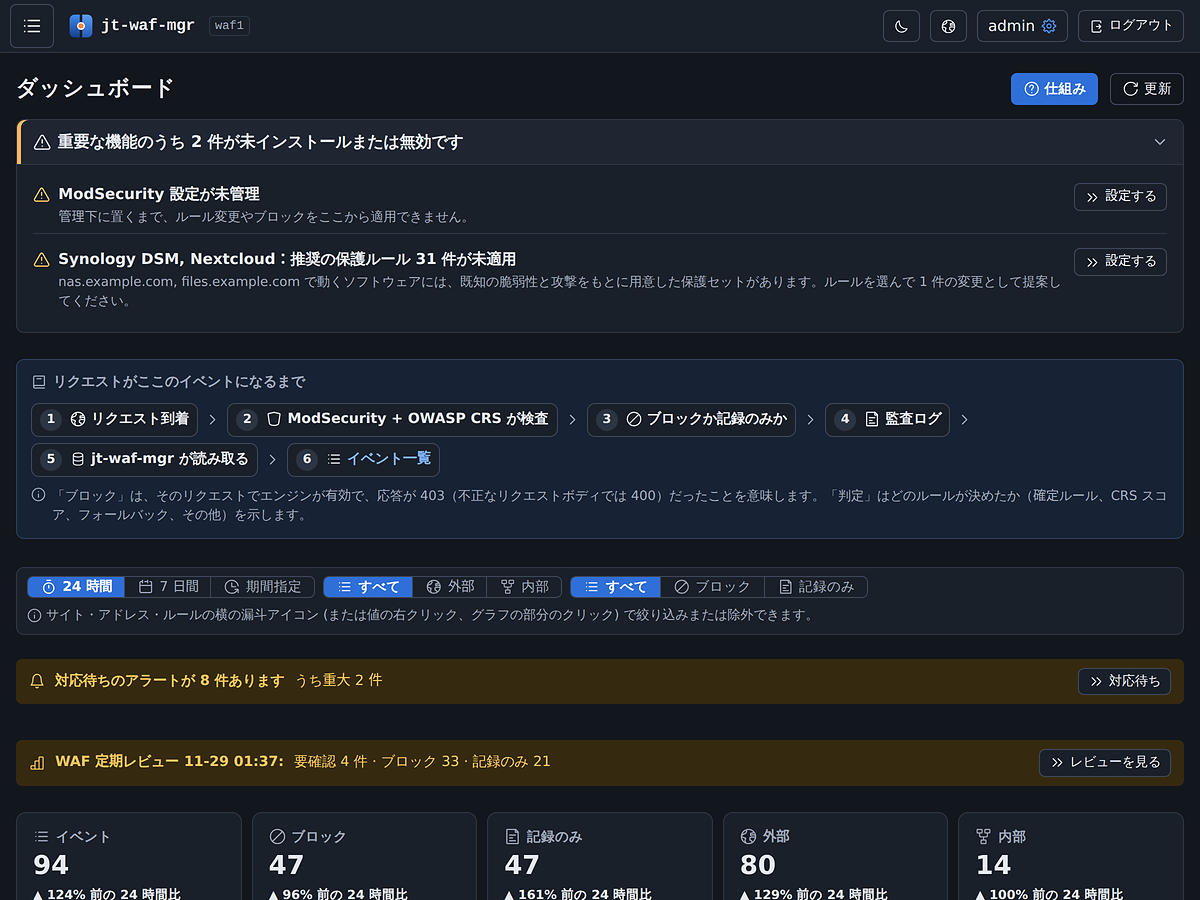 jt-waf-mgr waf1 admin ログアウト
ダッシュボード 仕組み 更新
重要な機能のうち 2 件が未インストールまたは無効です
ModSecurity 設定が未管理 設定する
管理下に置くまで、ルール変更やブロックをここから適用できません。
Synology DSM, Nextcloud：推奨の保護ルール 31 件が未適用 設定する
nas.example.com, files.example.com で動くソフトウェアには、既知の脆弱性と攻撃をもとに用意した保護セットがあります。ルールを選んで 1 件の変更として提案し
てください。
リクエストがここのイベントになるまで
1 リクエスト到着 2 ModSecurity + OWASP CRS が検査 3 ブロックか記録のみか 4 監査ログ
5 jt-waf-mgr が読み取る 6 イベント一覧
「ブロック」は、そのリクエストでエンジンが有効で、応答が 403（不正なリクエストボディでは 400）だったことを意味します。「判定」はどのルールが決めたか（確定ルール、CRS スコ
ア、フォールバック、その他）を示します。
24 時間 7 日間 期間指定 すべて 外部 内部 すべて ブロック 記録のみ
サイト・アドレス・ルールの横の漏斗アイコン (または値の右クリック、グラフの部分のクリック) で絞り込みまたは除外できます。
対応待ちのアラートが 8 件あります うち重大 2 件 対応待ち
WAF 定期レビュー 11-29 01:37: 要確認 4 件 · ブロック 33 · 記録のみ 21 レビューを見る
イベント ブロック 記録のみ 外部 内部
94 47 47 80 14
▲ 124% 前の 24 時間比 ▲ 96% 前の 24 時間比 ▲ 161% 前の 24 時間比 ▲ 129% 前の 24 時間比 ▲ 100% 前の 24 時間比